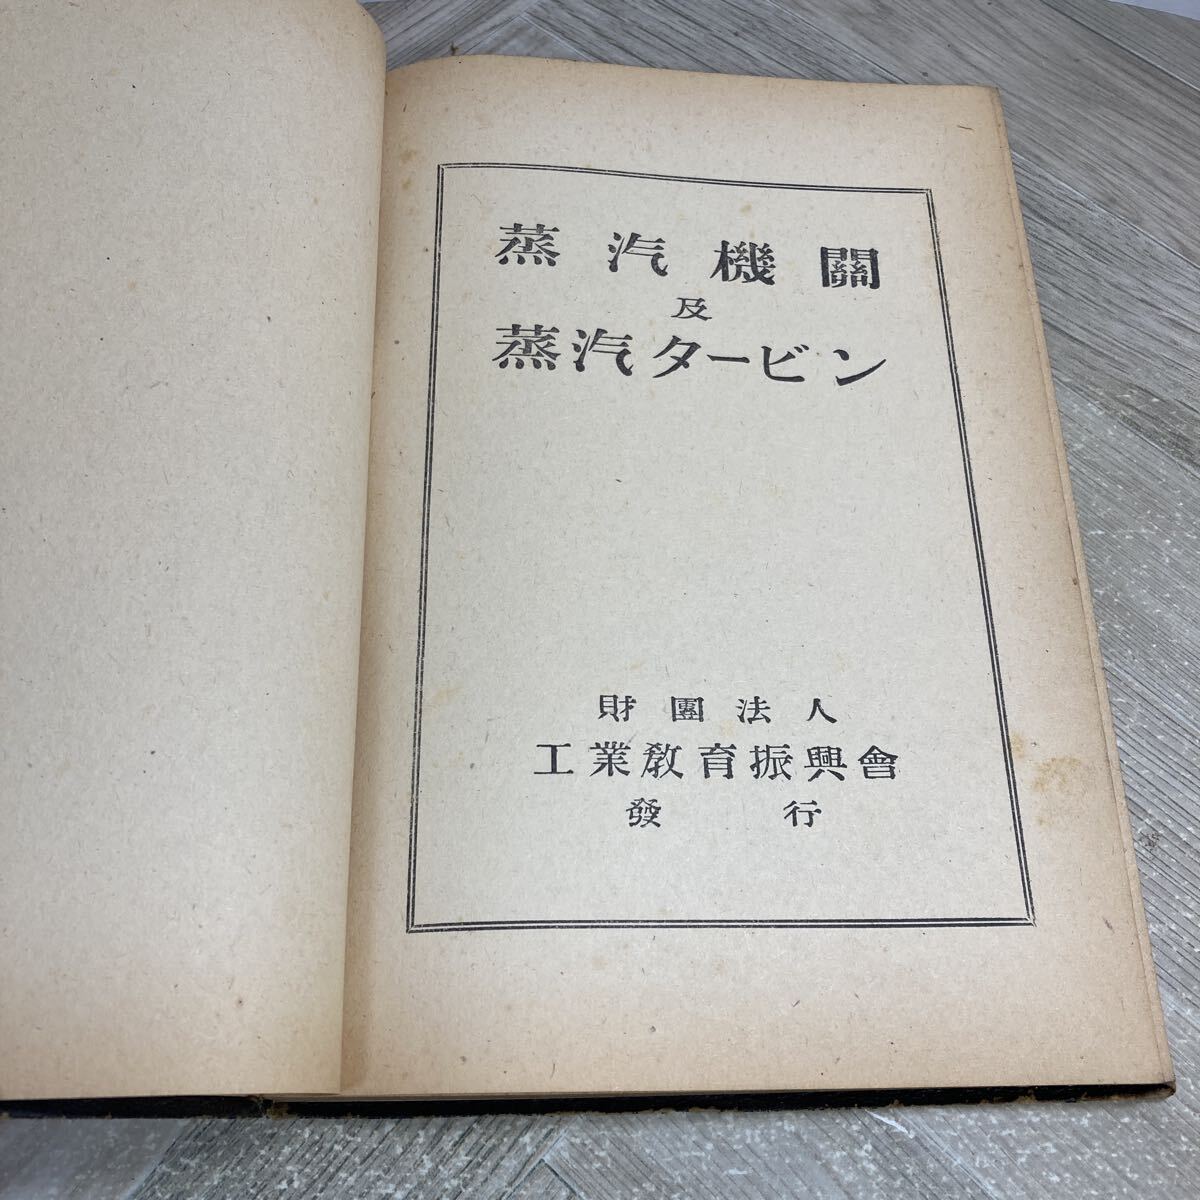 蒸汽機關
及
蒸汽タービン
財團法人
工業教育振興會
發行